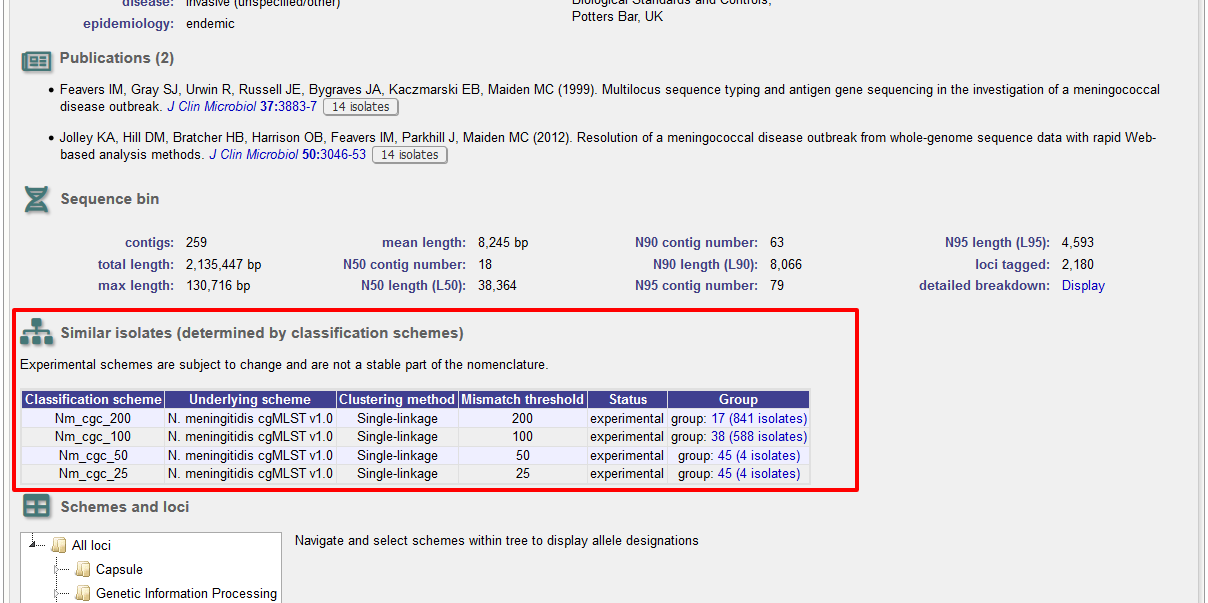 disease: invasive (unspecified/other)
Biological Standards and Controls,
epidemiology: endemic
Potters Bar, UK
Publications (2)
• Feavers IM, Gray SJ, Urwin R, Russell JE, Bygraves JA, Kaczmarski EB, Maiden MC (1999). Multilocus sequence typing and antigen gene sequencing in the investigation of a meningococcal
disease outbreak. J Clin Microbiol 37:3883-7 14 isolates
• Jolley KA, Hill DM, Bratcher HB, Harrison OB, Feavers IM, Parkhill J, Maiden MC (2012). Resolution of a meningococcal disease outbreak from whole-genome sequence data with rapid Web-
based analysis methods. J Clin Microbiol 50:3046-53 14 isolates
Sequence bin
contigs: 259 mean length: 8,245 bp N90 contig number: 63 N95 length (L95): 4,593
total length: 2,135,447 bp N50 contig number: 18 N90 length (L90): 8,066 loci tagged: 2,180
max length: 130,716 bp N50 length (L50): 38,364 N95 contig number: 79 detailed breakdown: Display
Similar isolates (determined by classification schemes)
Experimental schemes are subject to change and are not a stable part of the nomenclature.
Classification scheme Underlying scheme Clustering method Mismatch threshold Status Group
Nm_cgc_200 N. meningitidis cgMLST v1.0 Single-linkage 200 experimental group: 17 (841 isolates)
Nm_cgc_100 N. meningitidis cgMLST v1.0 Single-linkage 100 experimental group: 38 (588 isolates)
Nm_cgc_50 N. meningitidis cgMLST v1.0 Single-linkage 50 experimental group: 45 (4 isolates)
Nm_cgc_25 N. meningitidis cgMLST v1.0 Single-linkage 25 experimental group: 45 (4 isolates)
Schemes and loci
All loci
Navigate and select schemes within tree to display allele designations
Capsule
Genetic Information Processing